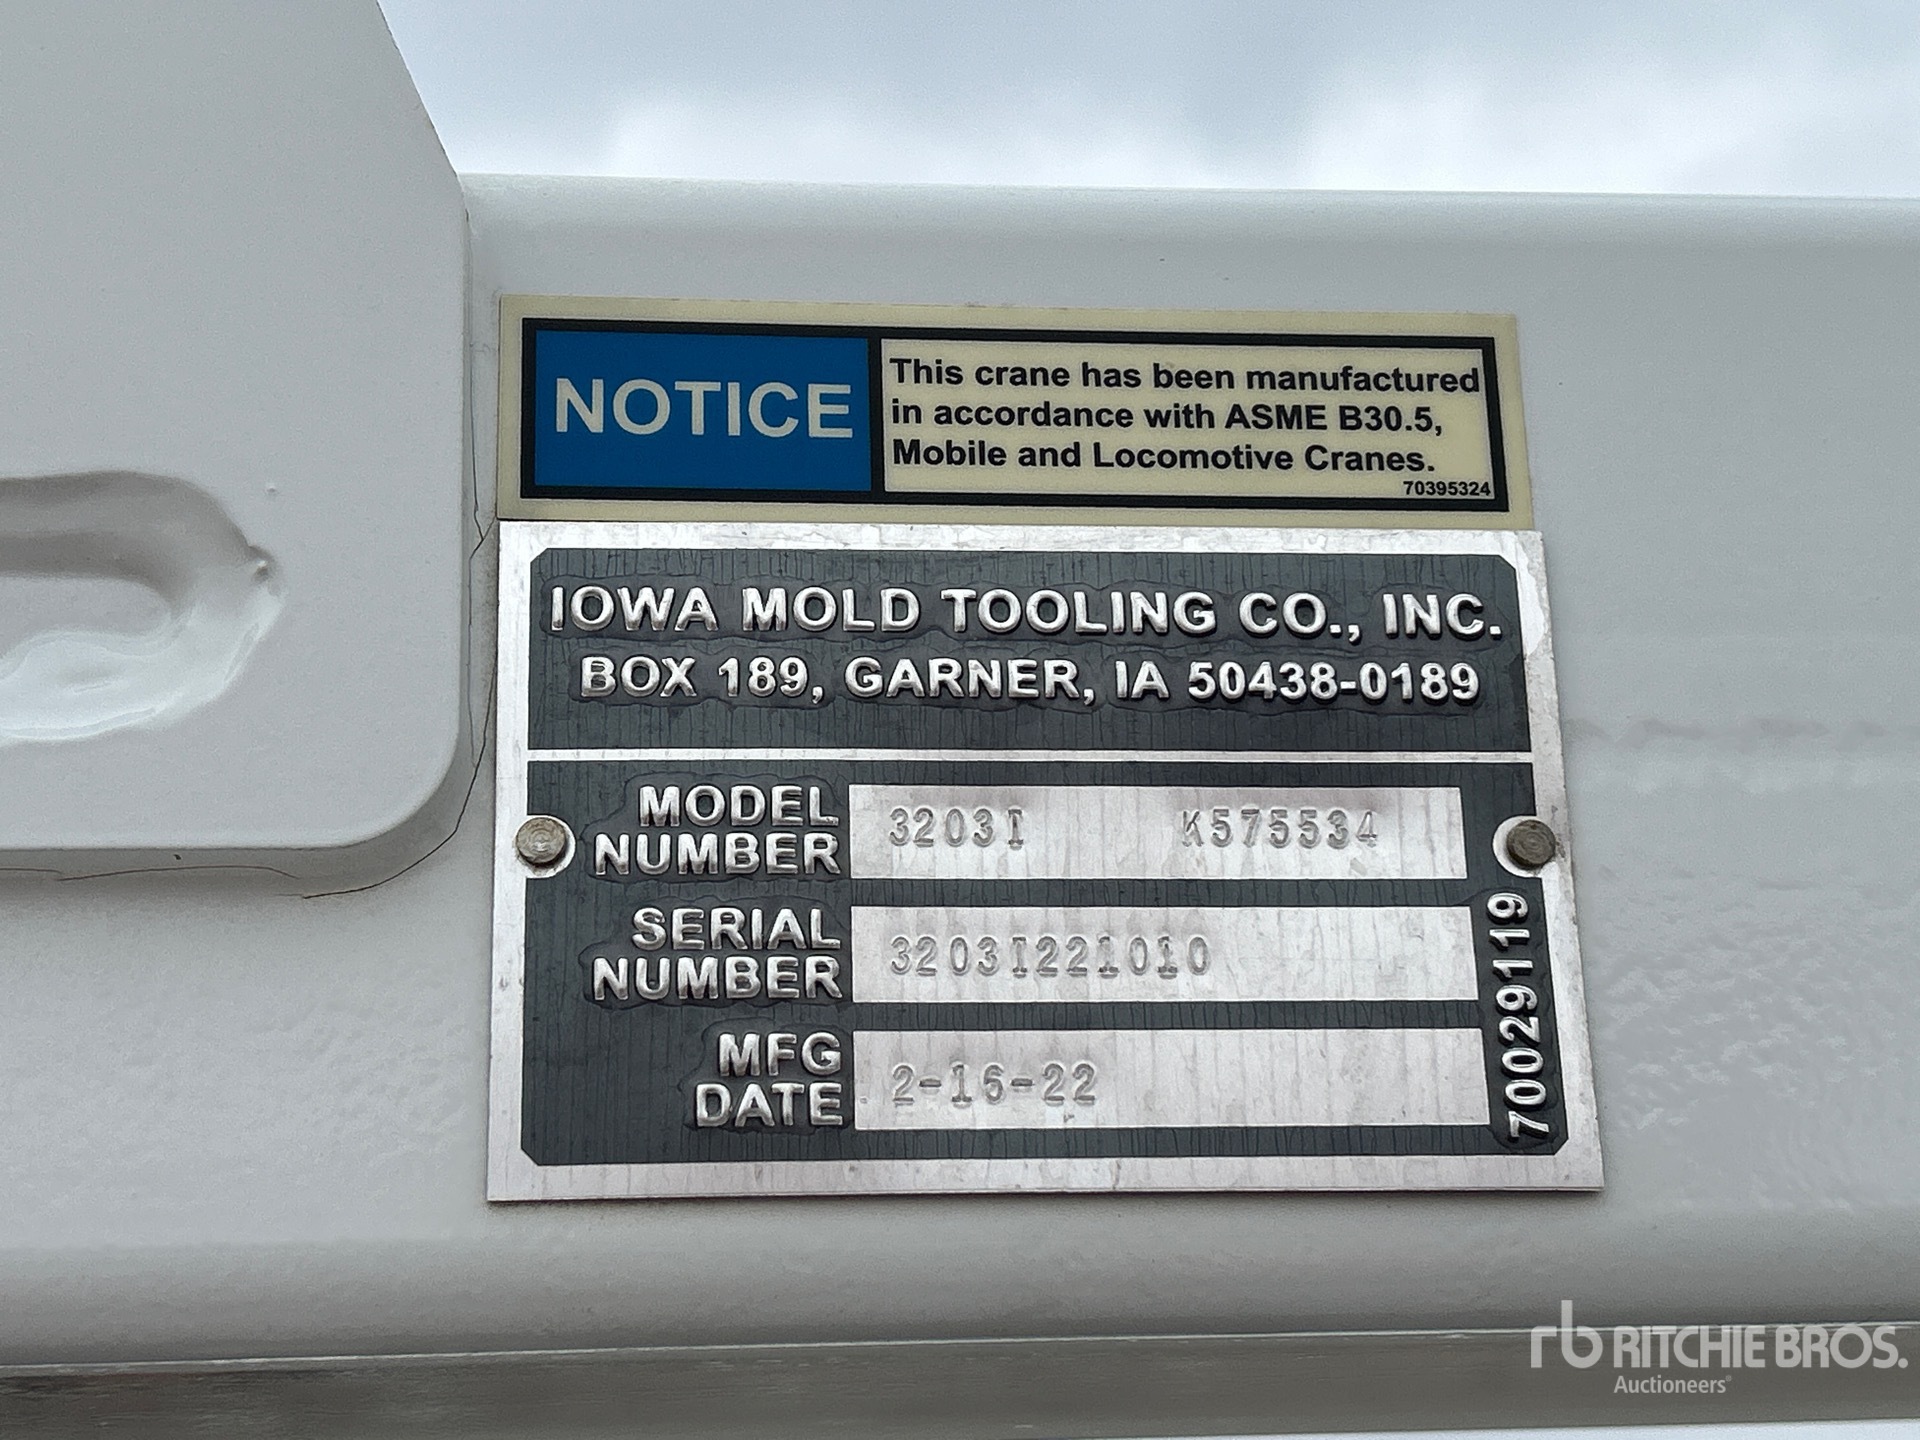 NOTICE
This crane has been manufactured
in accordance with ASME B30.5,
Mobile and Locomotive Cranes.
70395324
IOWA MOLD TOOLING CO., INC.
BOX 189, GARNER, IA 50438-0189
MODEL
NUMBER
3203I K575534
SERIAL
NUMBER
3203I221010
MFG
DATE
2-16-22
70029119
rb RITCHIE BROS.
Auctioneers